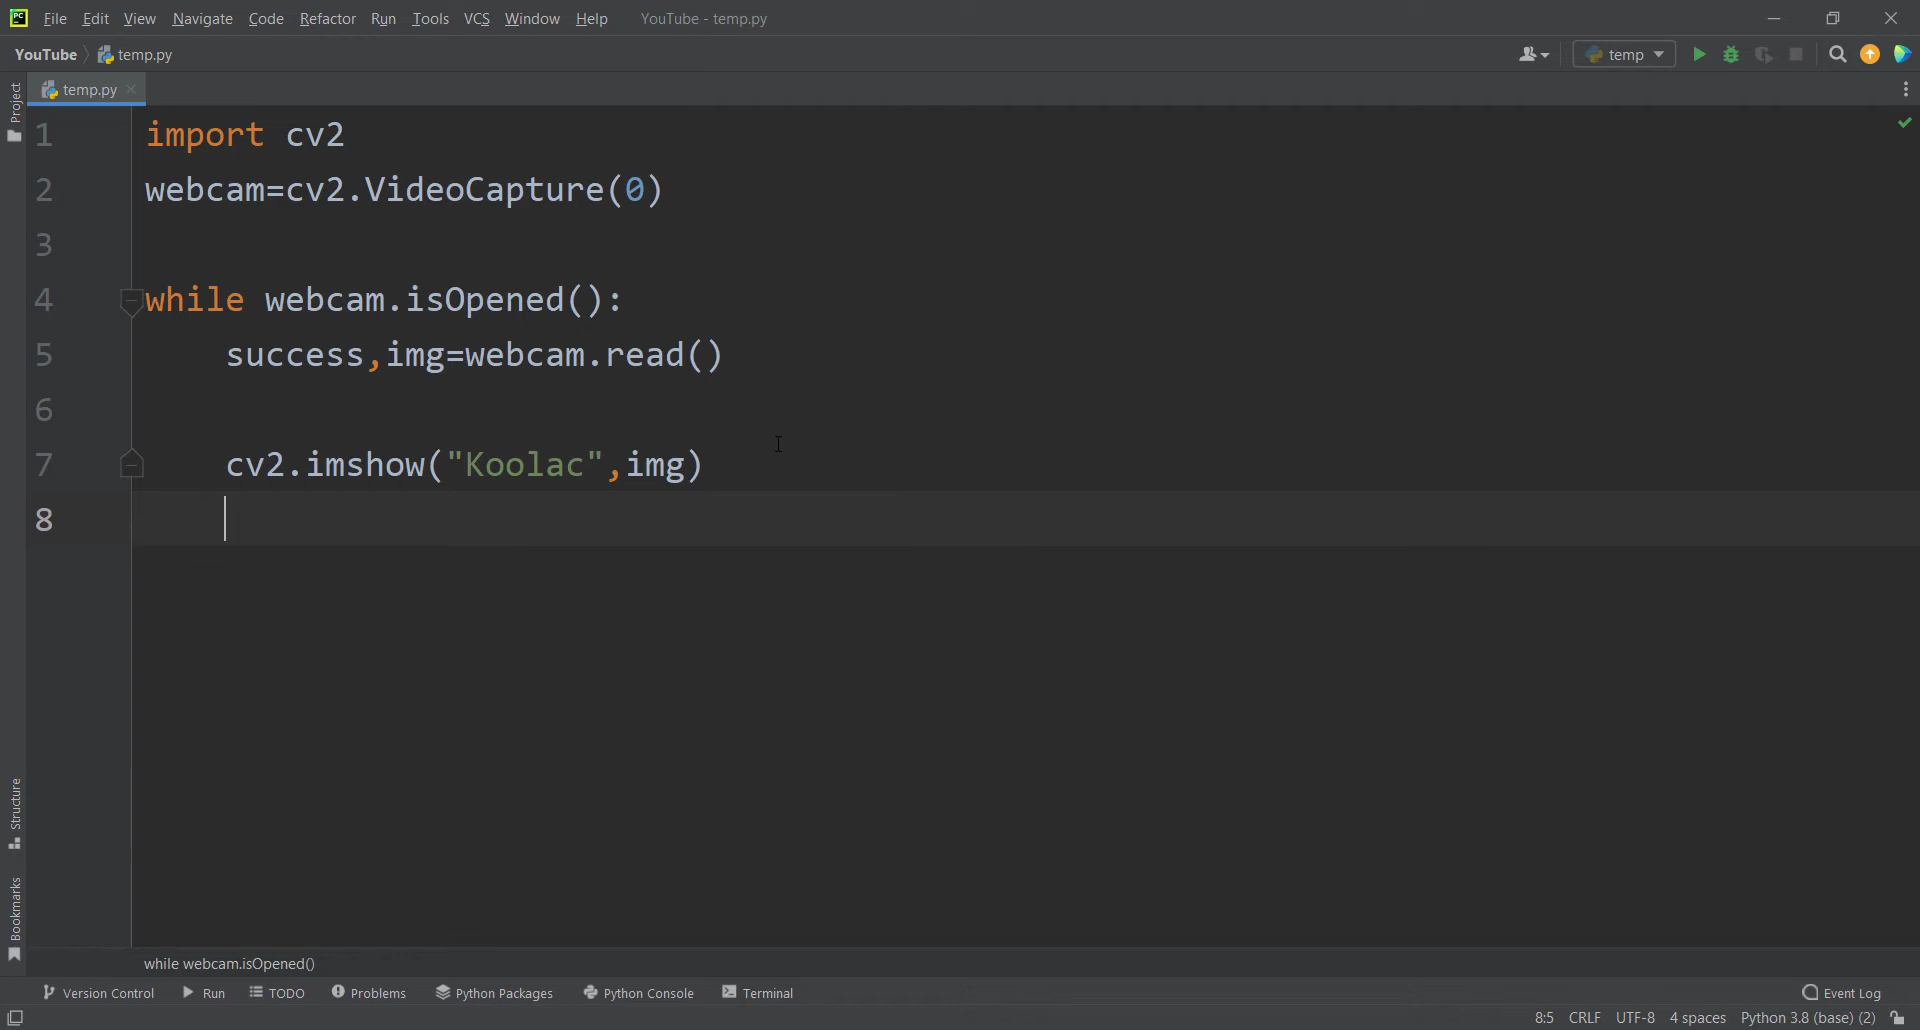 PC File Edit View Navigate Code Refactor Run Tools VCS Window Help YouTube - temp.py
YouTube temp.py temp
Project
temp.py
1 import cv2
2 webcam=cv2.VideoCapture(0)
3
4 while webcam.isOpened():
5 success,img=webcam.read()
6
7 cv2.imshow("Koolac",img)
8
Structure
Bookmarks
while webcam.isOpened()
Version Control Run TODO Problems Python Packages Python Console Terminal Event Log
8:5 CRLF UTF-8 4 spaces Python 3.8 (base) (2)